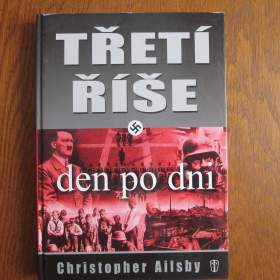 TŘETÍ
ŘÍŠE
den po dni
Christopher Ailsby